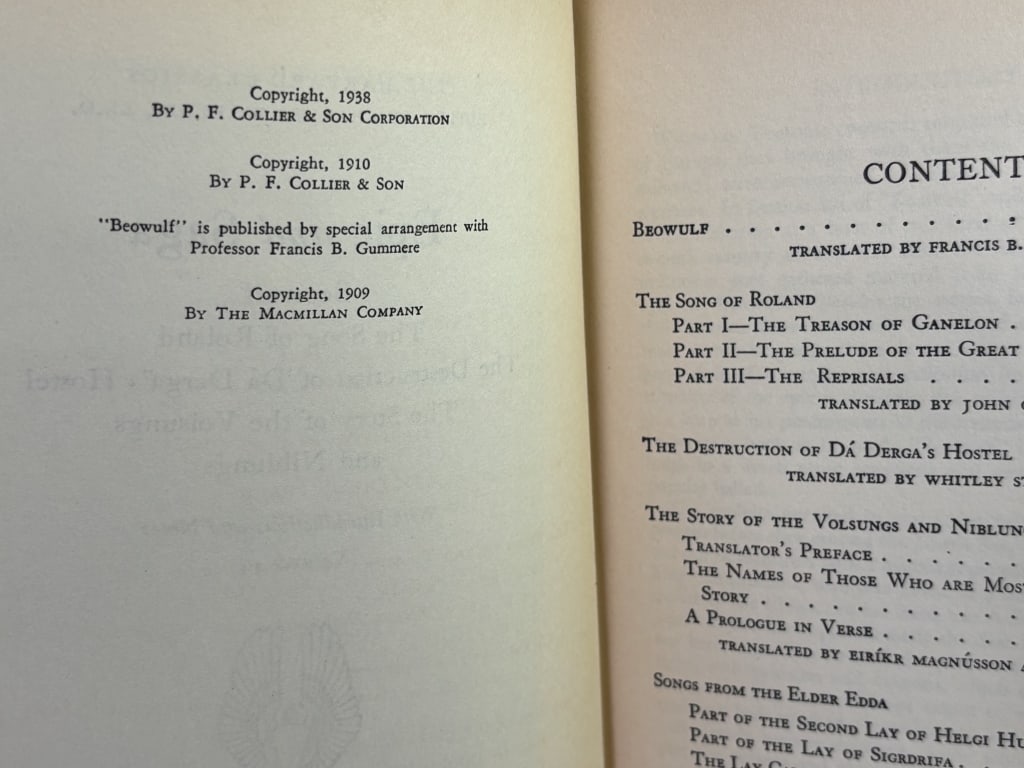 Copyright, 1938
By P. F. Collier & Son Corporation
Copyright, 1910
By P. F. Collier & Son
"Beowulf" is published by special arrangement with
Professor Francis B. Gummere
Copyright, 1909
By The Macmillan Company
CONTENT
Beowulf . . . . . . . . . . .
TRANSLATED BY FRANCIS B.
The Song of Roland
Part I—The Treason of Ganelon .
Part II—The Prelude of the Great
Part III—The Reprisals . . . .
TRANSLATED BY JOHN
The Destruction of Dá Derga's Hostel
TRANSLATED BY WHITLEY
The Story of the Volsungs and Niblun
Translator's Preface . . . . . .
The Names of Those Who are Mos
Story . . . . . . . . . .
A Prologue in Verse . . . . . .
TRANSLATED BY EIRÍKR MAGNÚSSON
Songs from the Elder Edda
Part of the Second Lay of Helgi Hu
Part of the Lay of Sigrdrifa . .
The Lay